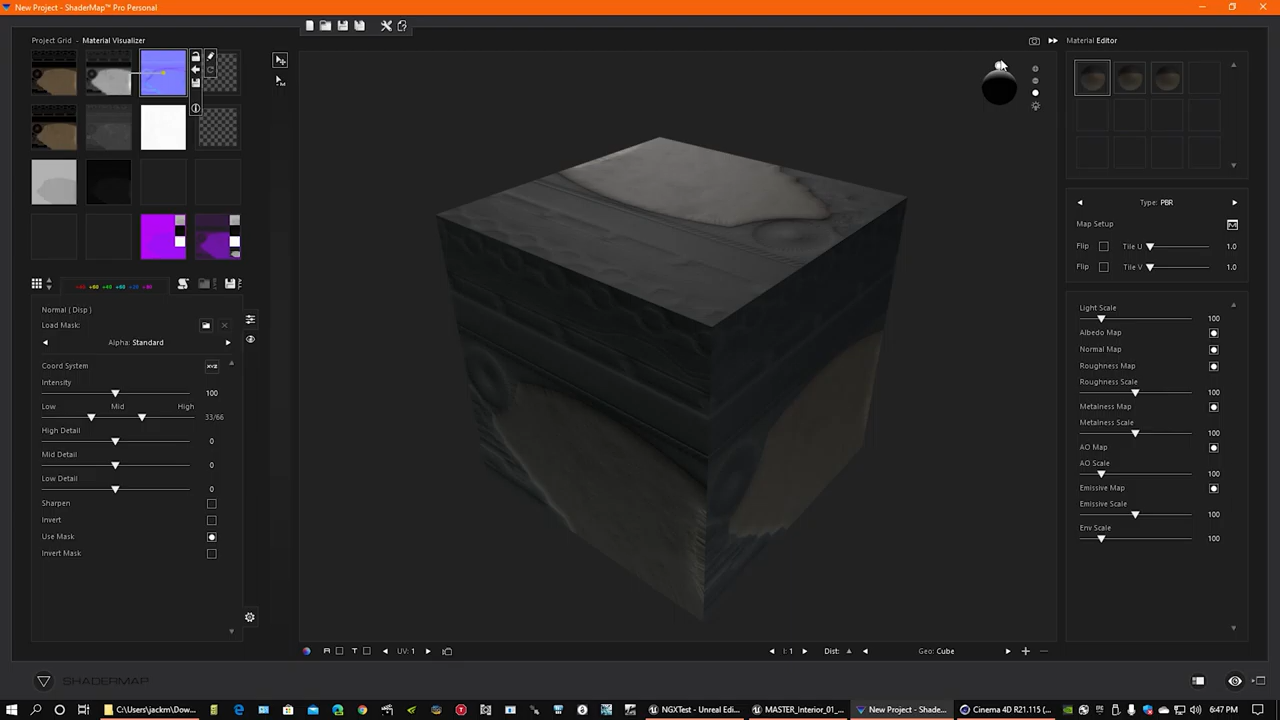 New Project - ShaderMap™ Pro Personal
Project Grid - Material Visualizer
Material Editor
Type: PBR
Map Setup
Flip Tile U 1.0
Flip Tile V 1.0
Normal ( Disp )
Load Mask:
Alpha: Standard
Coord System XYZ
Intensity
100
Low Mid High
33/66
High Detail
0
Mid Detail
0
Low Detail
0
Sharpen
Invert
Use Mask
Invert Mask
Light Scale
100
Albedo Map
Normal Map
Roughness Map
Roughness Scale
100
Metalness Map
Metalness Scale
100
AO Map
AO Scale
100
Emissive Map
Emissive Scale
100
Env Scale
100
T UV: 1 I: 1 Dist: Geo: Cube
SHADERMAP
C:\Users\jackm\Dow... NGXTest - Unreal Edi... MASTER_Interior_01_... New Project - Shade... Cinema 4D R21.115 (... 6:47 PM